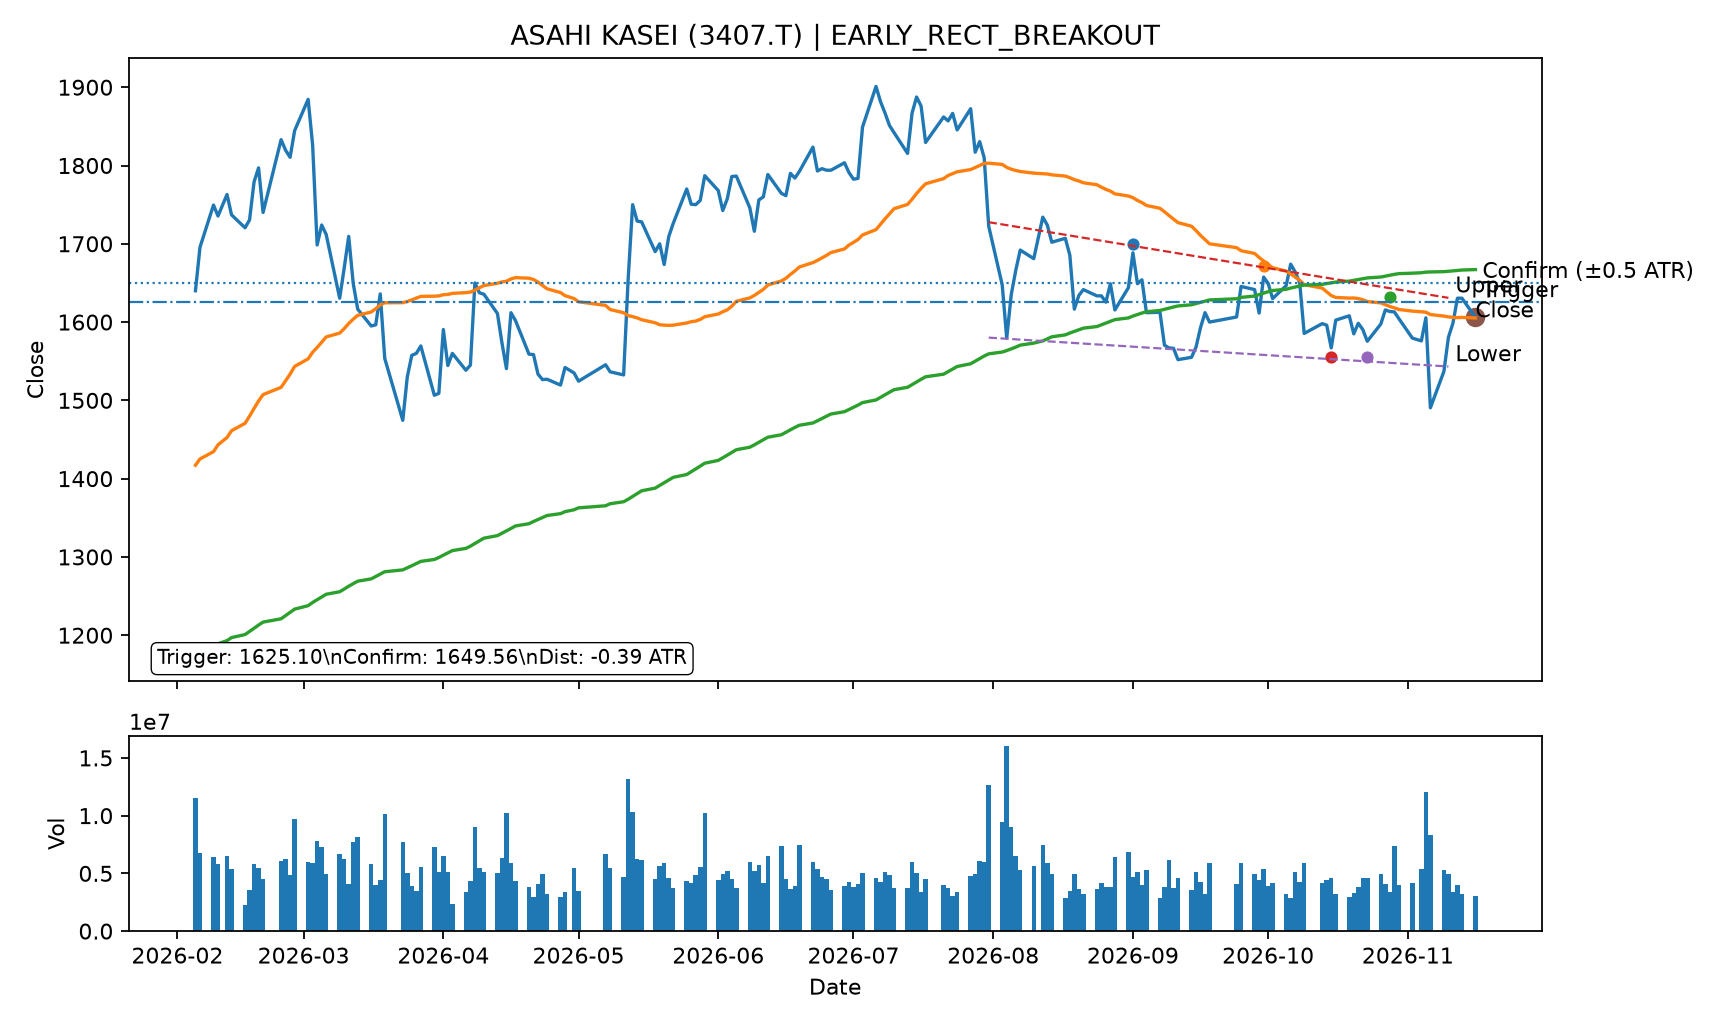 ASAHI KASEI (3407.T) | EARLY_RECT_BREAKOUT
Close
1900
1800
1700
1600
1500
1400
1300
1200
Confirm (±0.5 ATR)
Upper
Trigger
Close
Lower
Trigger: 1625.10\nConfirm: 1649.56\nDist: -0.39 ATR
1e7
Vol
1.5
1.0
0.5
0.0
2026-02 2026-03 2026-04 2026-05 2026-06 2026-07 2026-08 2026-09 2026-10 2026-11
Date